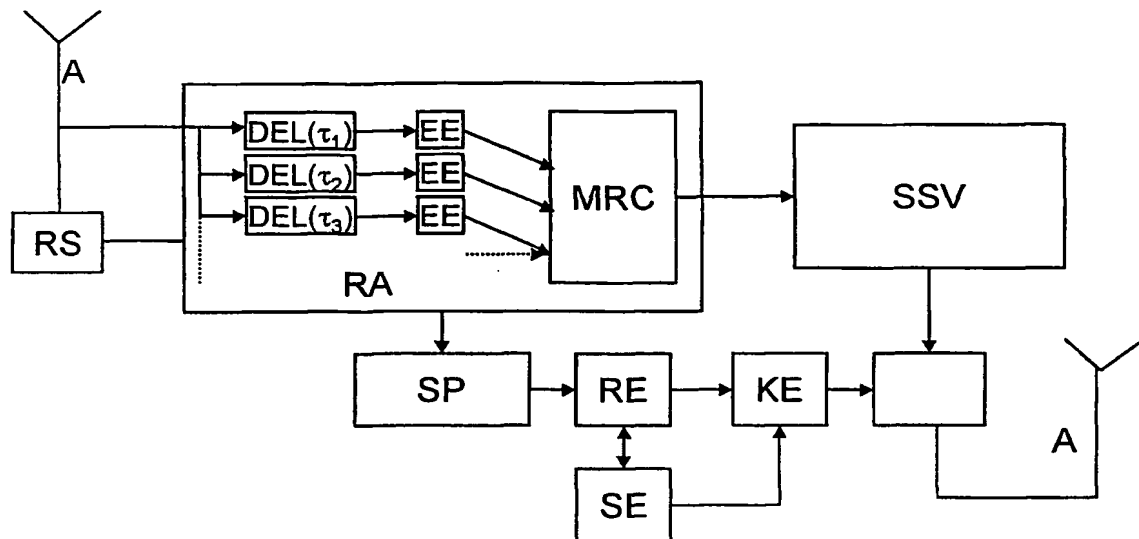 A
DEL(τ₁)
EE
DEL(τ₂)
EE
DEL(τ₃)
EE
MRC
SSV
RS
RA
SP
RE
KE
A
SE